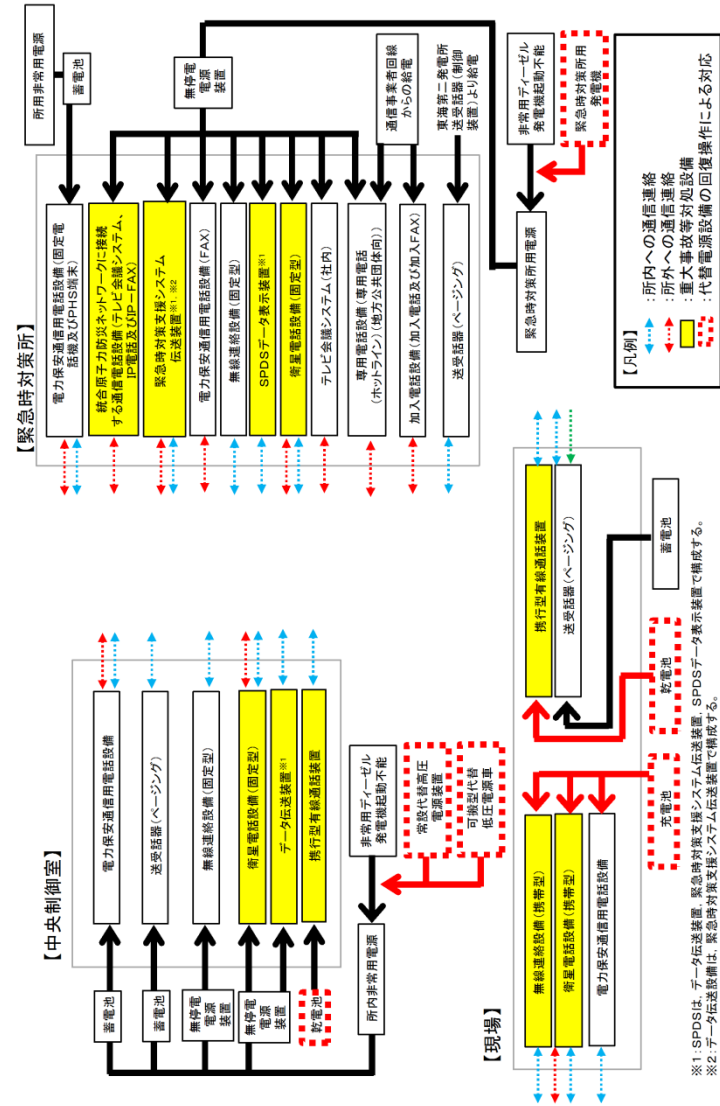 【中央制御室】
蓄電池
電力保安通信用電話設備
蓄電池
送受話器(ページング)
無停電
電源
装置
無線連絡設備(固定型)
無停電
電源
装置
衛星電話設備(固定型)
データ伝送装置※1
乾電池
携行型有線通話装置
所内非常用電源
非常用ディーゼル
発電機起動不能
常設代替高圧
電源装置
可搬型代替
低圧電源車
【緊急時対策所】
所用非常用電源
蓄電池
電力保安通信用電話設備(固定電
話機及びPHS端末)
統合原子力防災ネットワークに接続
する通信電話設備(テレビ会議システム、
IP電話及びIP-FAX)
緊急時対策支援システム
伝送装置※1、※2
電力保安通信用電話設備(FAX)
無線連絡設備(固定型)
SPDSデータ表示装置※1
衛星電話設備(固定型)
テレビ会議システム(社内)
専用電話設備(専用電話
(ホットライン)(地方公共団体向)
加入電話設備(加入電話及び加入FAX)
送受話器(ページング)
無停電
電源
装置
通信事業者回線
からの給電
東海第二発電所
送受話器(制御
装置)より給電
緊急時対策所用電源
非常用ディーゼル
発電機起動不能
緊急時対策所用
発電機
【現場】
無線連絡設備(携帯型)
衛星電話設備(携帯型)
電力保安通信用電話設備
充電池
携行型有線通話装置
送受話器(ページング)
乾電池
蓄電池
【凡例】
:所内への通信連絡
:所外への通信連絡
:重大事故等対処設備
:代替電源設備の回復操作による対応
※1:SPDSは、データ伝送装置、緊急時対策支援システム伝送装置、SPDSデータ表示装置で構成する。
※2:データ伝送設備は、緊急時対策支援システム伝送装置で構成する。